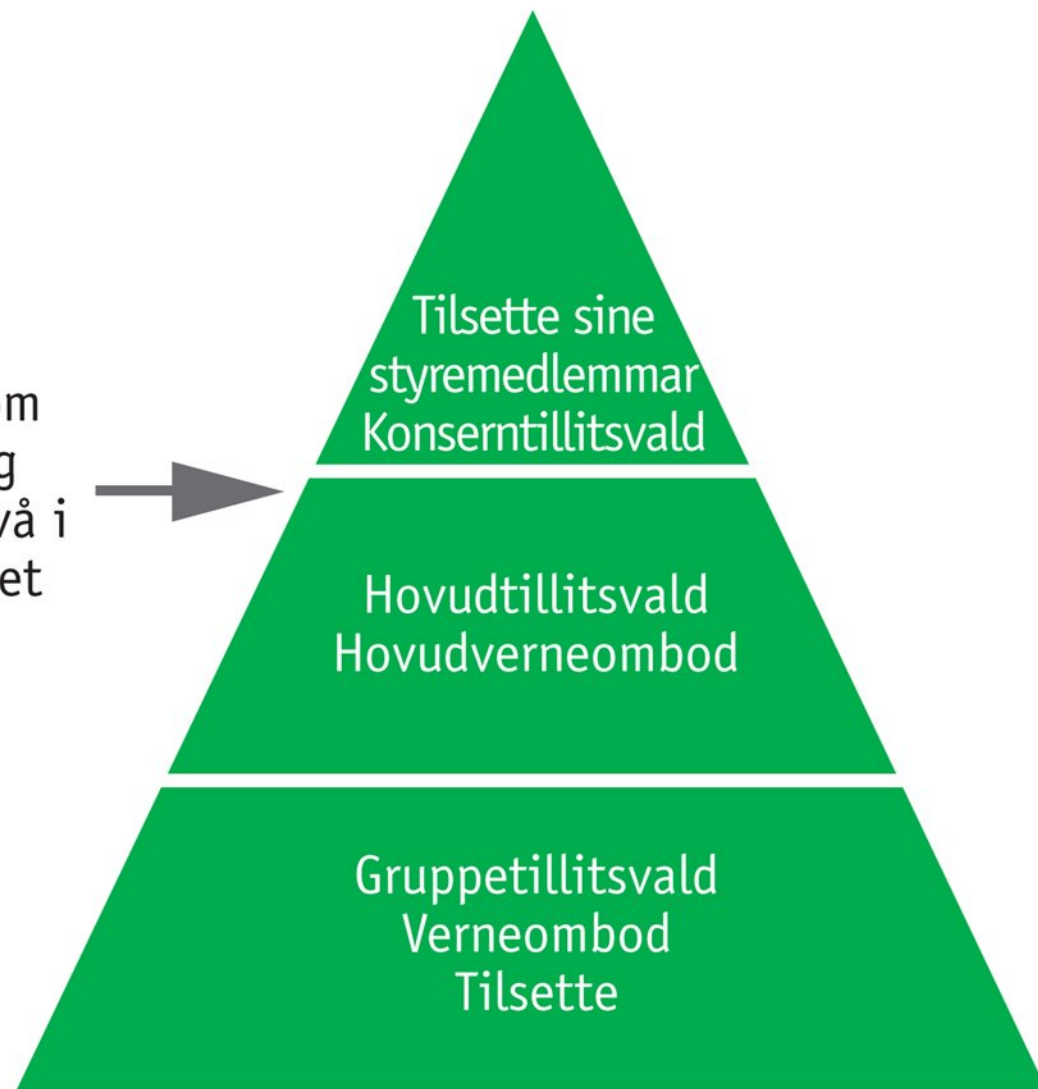 Tilsette sine
styremedlemmar
Konserntillitsvald
i
Hovudtillitsvald
Hovudverneombod
Gruppetillitsvald
Verneombod
Tilsette